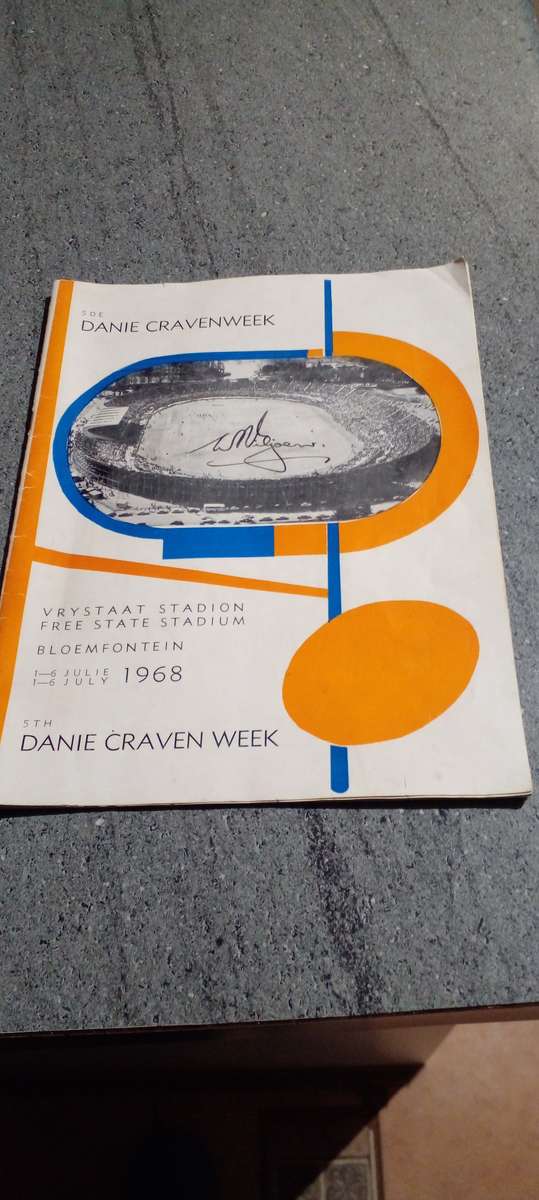 5DE
DANIE CRAVENWEEK
VRYSTAAT STADION
FREE STATE STADIUM
BLOEMFONTEIN
1—6 JULIE
1—6 JULY 1968
5TH
DANIE CRAVEN WEEK